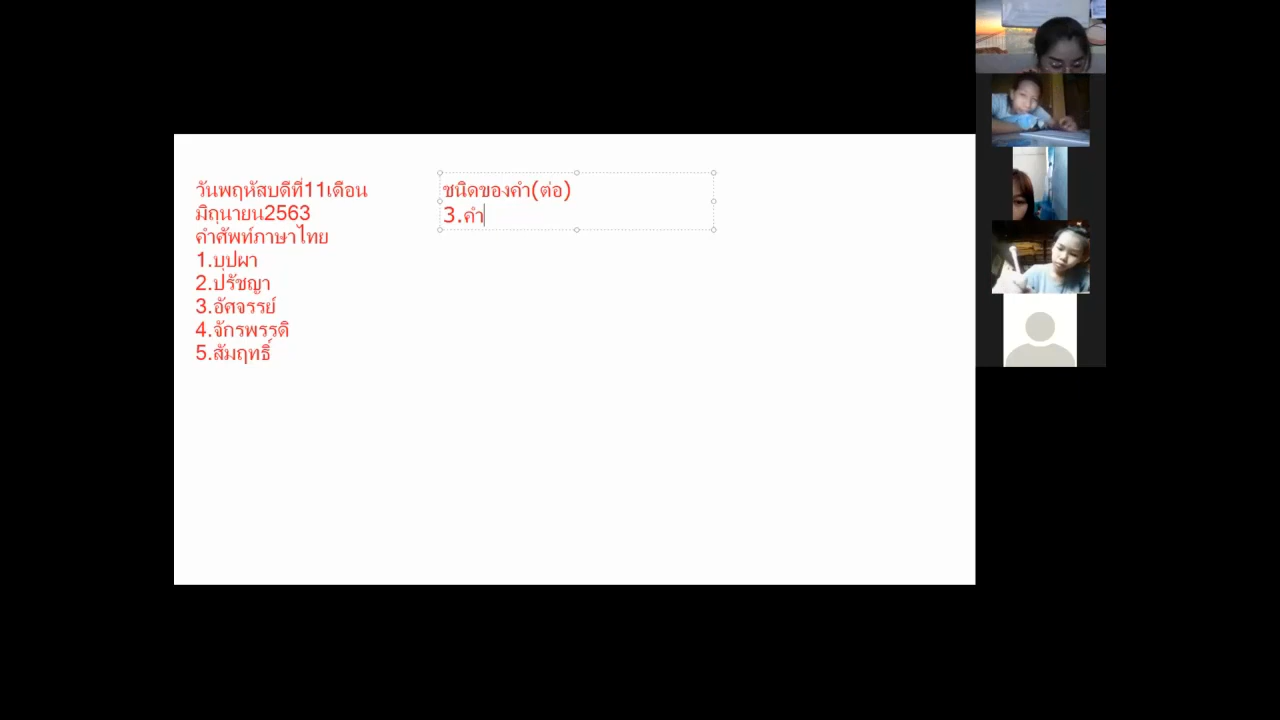 วันพฤหัสบดีที่11เดือน
มิถุนายน2563
คำศัพท์ภาษาไทย
1.บุปผา
2.ปรัชญา
3.อัศจรรย์
4.จักรพรรดิ
5.สัมฤทธิ์
ชนิดของคำ(ต่อ)
3.คำ